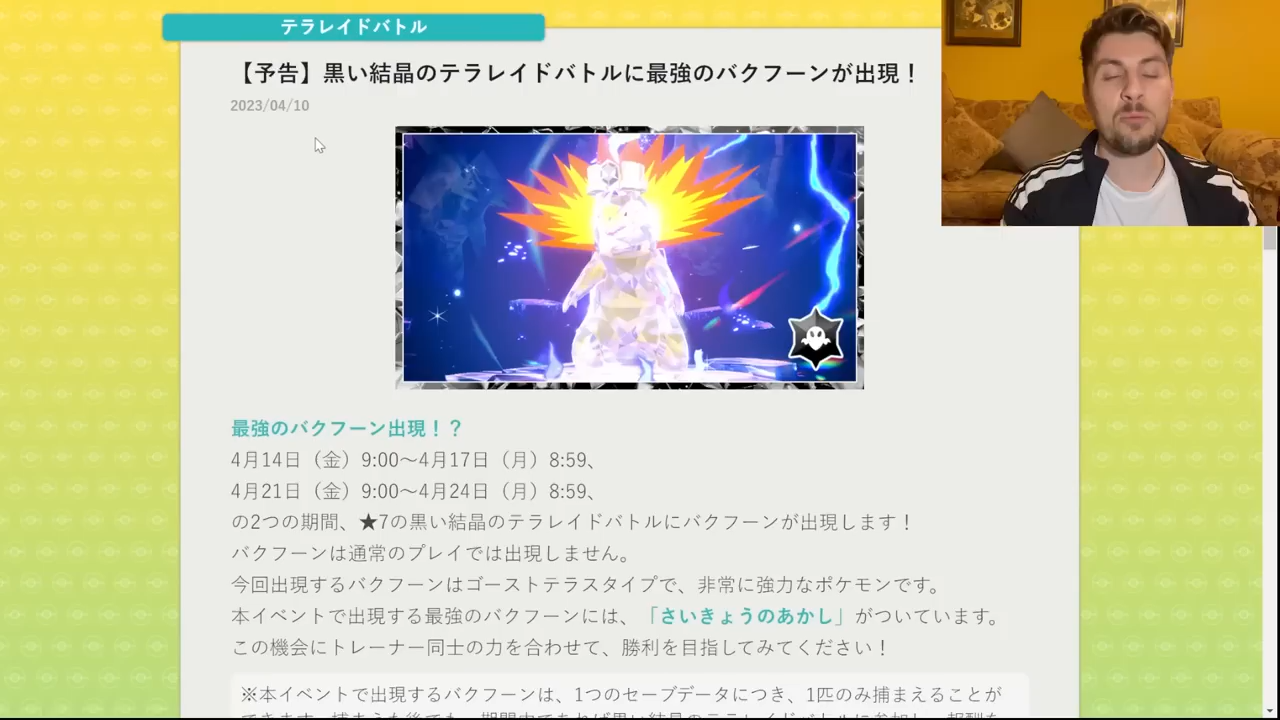 テラレイドバトル
【予告】黒い結晶のテラレイドバトルに最強のバクフーンが出現！
2023/04/10
最強のバクフーン出現！？
4月14日（金）9:00～4月17日（月）8:59、
4月21日（金）9:00～4月24日（月）8:59、
の2つの期間、★7の黒い結晶のテラレイドバトルにバクフーンが出現します！
バクフーンは通常のプレイでは出現しません。
今回出現するバクフーンはゴーストテラスタイプで、非常に強力なポケモンです。
本イベントで出現する最強のバクフーンには、「さいきょうのあかし」がついています。
この機会にトレーナー同士の力を合わせて、勝利を目指してみてください！
※本イベントで出現するバクフーンは、1つのセーブデータにつき、1匹のみ捕まえることが